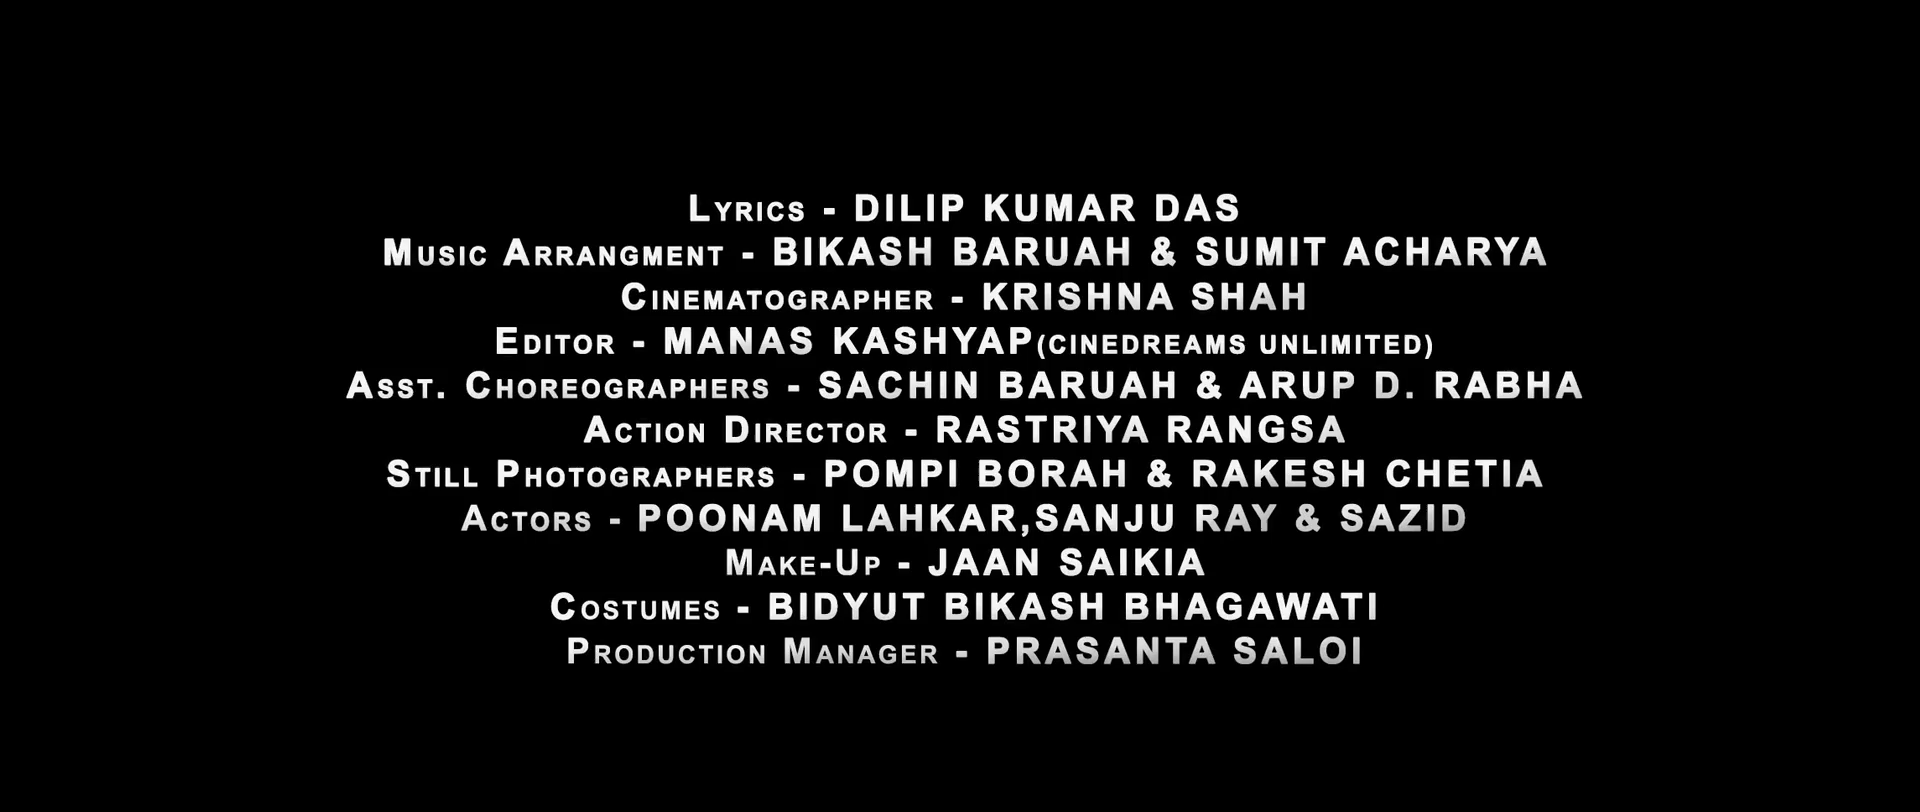 Lyrics - DILIP KUMAR DAS
Music Arrangment - BIKASH BARUAH & SUMIT ACHARYA
Cinematographer - KRISHNA SHAH
Editor - MANAS KASHYAP(CINEDREAMS UNLIMITED)
Asst. Choreographers - SACHIN BARUAH & ARUP D. RABHA
Action Director - RASTRIYA RANGSA
Still Photographers - POMPI BORAH & RAKESH CHETIA
Actors - POONAM LAHKAR,SANJU RAY & SAZID
Make-Up - JAAN SAIKIA
Costumes - BIDYUT BIKASH BHAGAWATI
Production Manager - PRASANTA SALOI